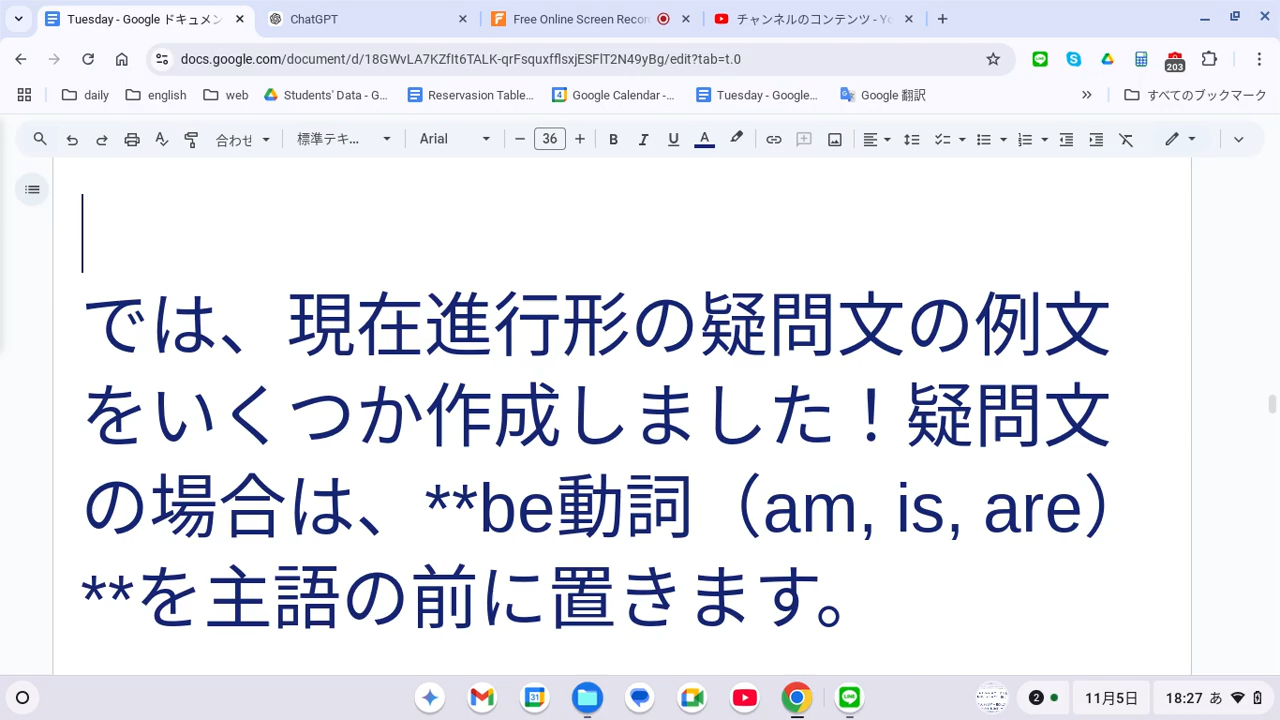 Tuesday - Google ドキュメン
ChatGPT
Free Online Screen Recor
チャンネルのコンテンツ - Yo
docs.google.com/document/d/
/edit?tab=t.0
203
daily
english
web
Students' Data - G...
Reservasion Table...
Google Calendar -...
Tuesday - Google...
Google 翻訳
すべてのブックマーク
合わせ
標準テキ...
Arial
36
B
I
U
A
では、現在進行形の疑問文の例文
をいくつか作成しました！疑問文
の場合は、**be動詞（am, is, are）
**を主語の前に置きます。
31
2
11月5日
18:27
あ